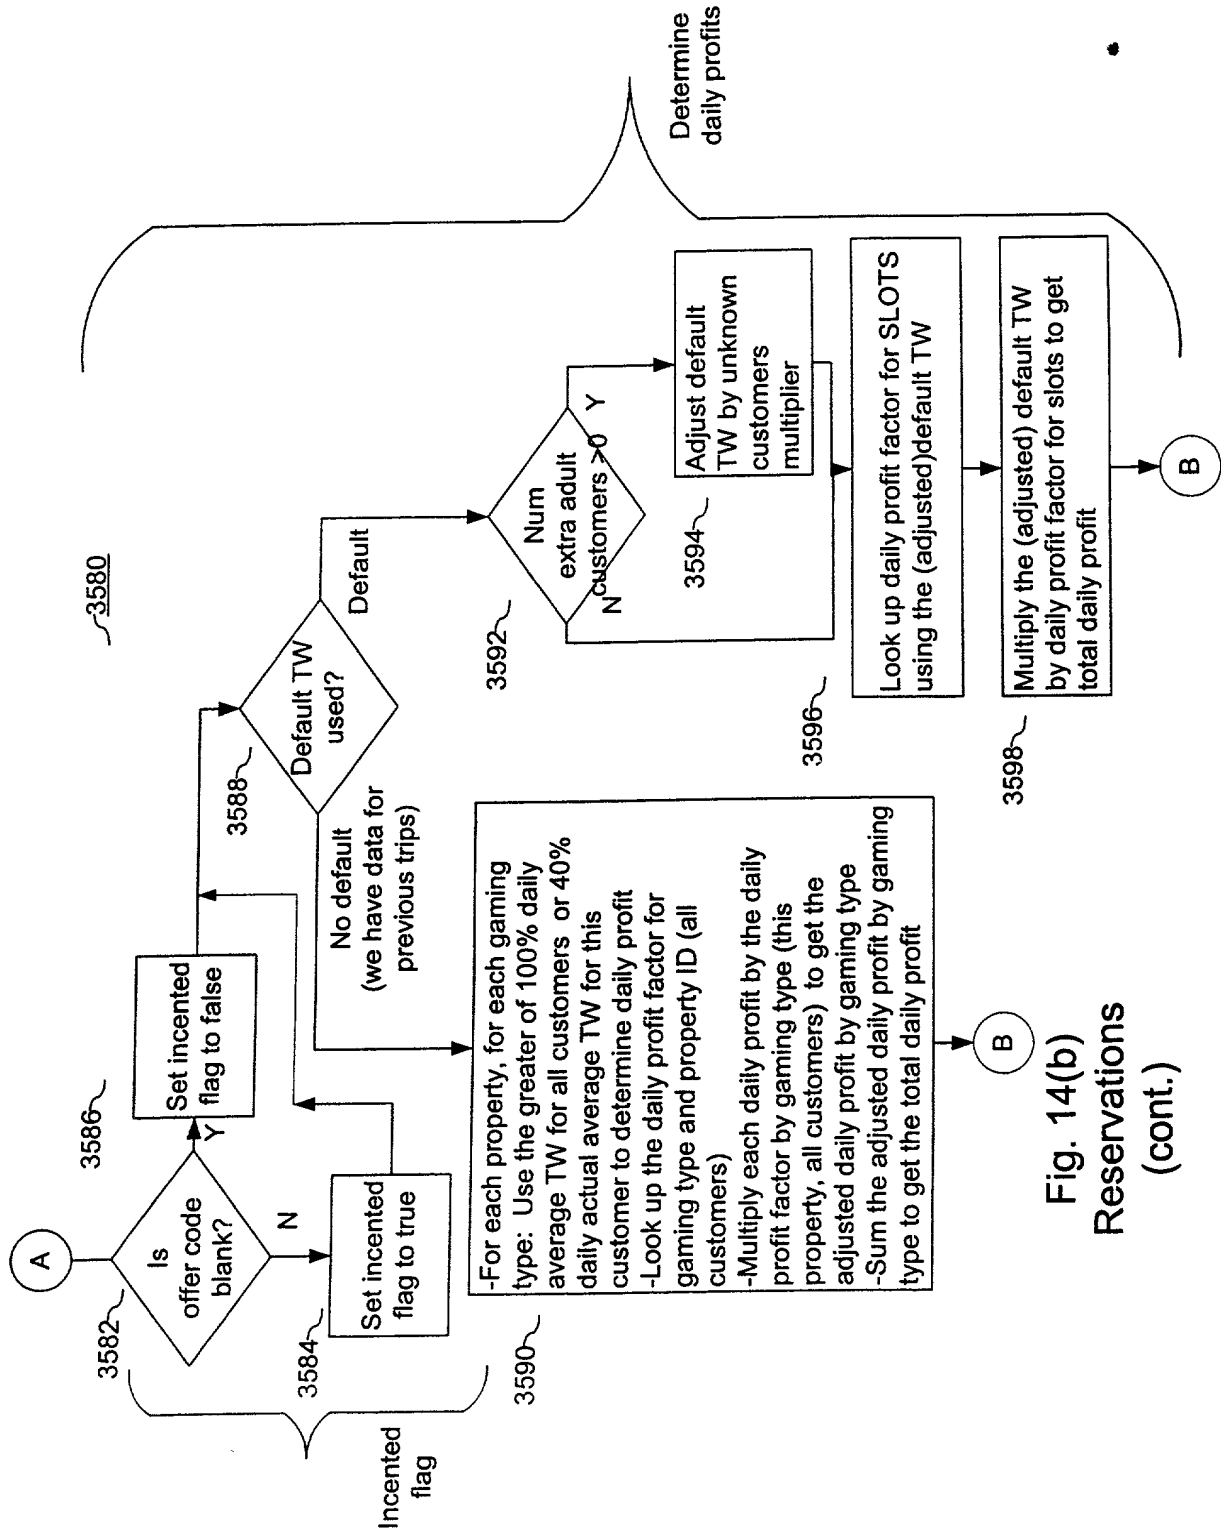 3580
A
3582
Is
offer code
blank?
Y
N
3586
Set incented
flag to false
3584
Set incented
flag to true
Incented
flag
3588
Default TW
used?
Default
No default
(we have data for
previous trips)
3590
-For each property, for each gaming
type: Use the greater of 100% daily
average TW for all customers or 40%
daily actual average TW for this
customer to determine daily profit
-Look up the daily profit factor for
gaming type and property ID (all
customers)
-Multiply each daily profit by the daily
profit factor by gaming type (this
property, all customers) to get the
adjusted daily profit by gaming type
-Sum the adjusted daily profit by gaming
type to get the total daily profit
B
3592
Num
extra adult
customers >0
N
Y
3594
Adjust default
TW by unknown
customers
multiplier
3596
Look up daily profit factor for SLOTS
using the (adjusted)default TW
3598
Multiply the (adjusted) default TW
by daily profit factor for slots to get
total daily profit
B
Determine
daily profits
Fig. 14(b)
Reservations
(cont.)